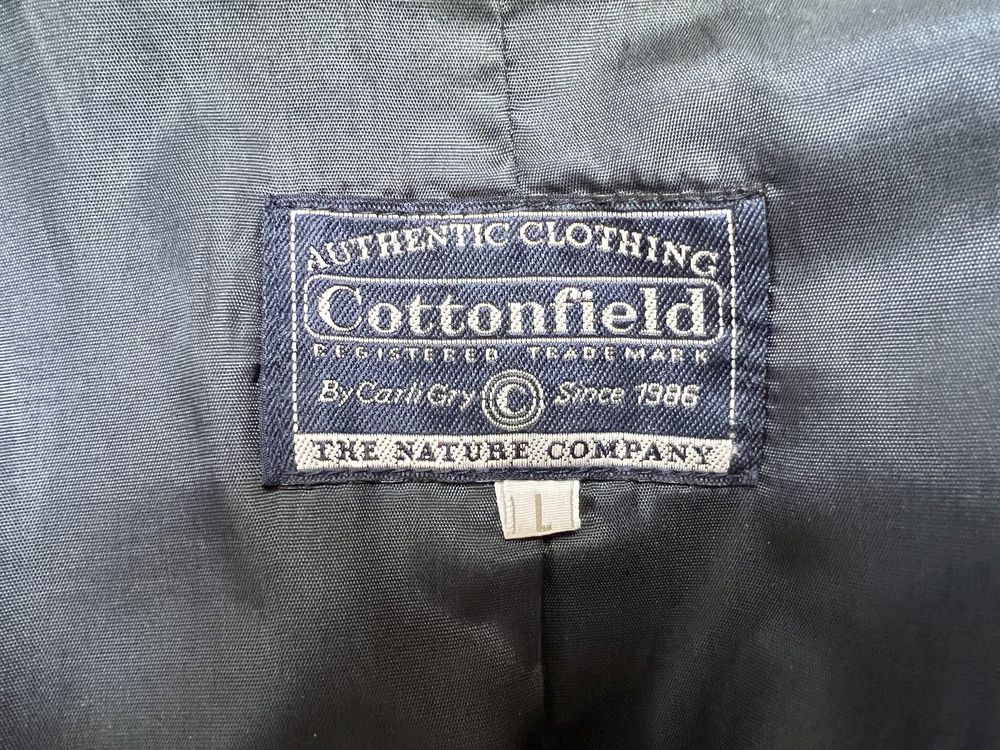 AUTHENTIC CLOTHING
Cottonfield
REGISTERED TRADEMARK
By Carli Gry © Since 1986
THE NATURE COMPANY
L